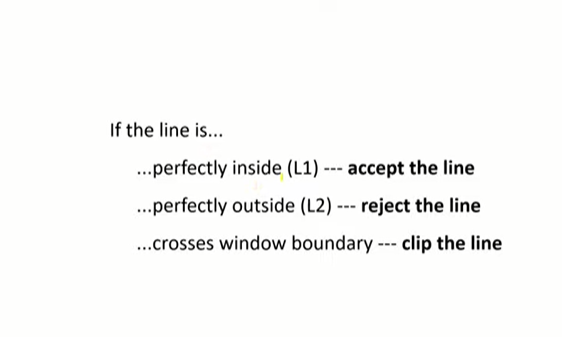 If the line is...
...perfectly inside (L1) --- accept the line
...perfectly outside (L2) --- reject the line
...crosses window boundary --- clip the line